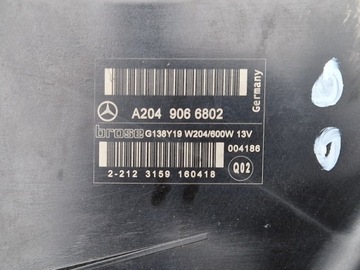 A204 906 6802
Germany
brose G138Y19 W204/600W 13V
004186
2-212 3159 160418
Q02